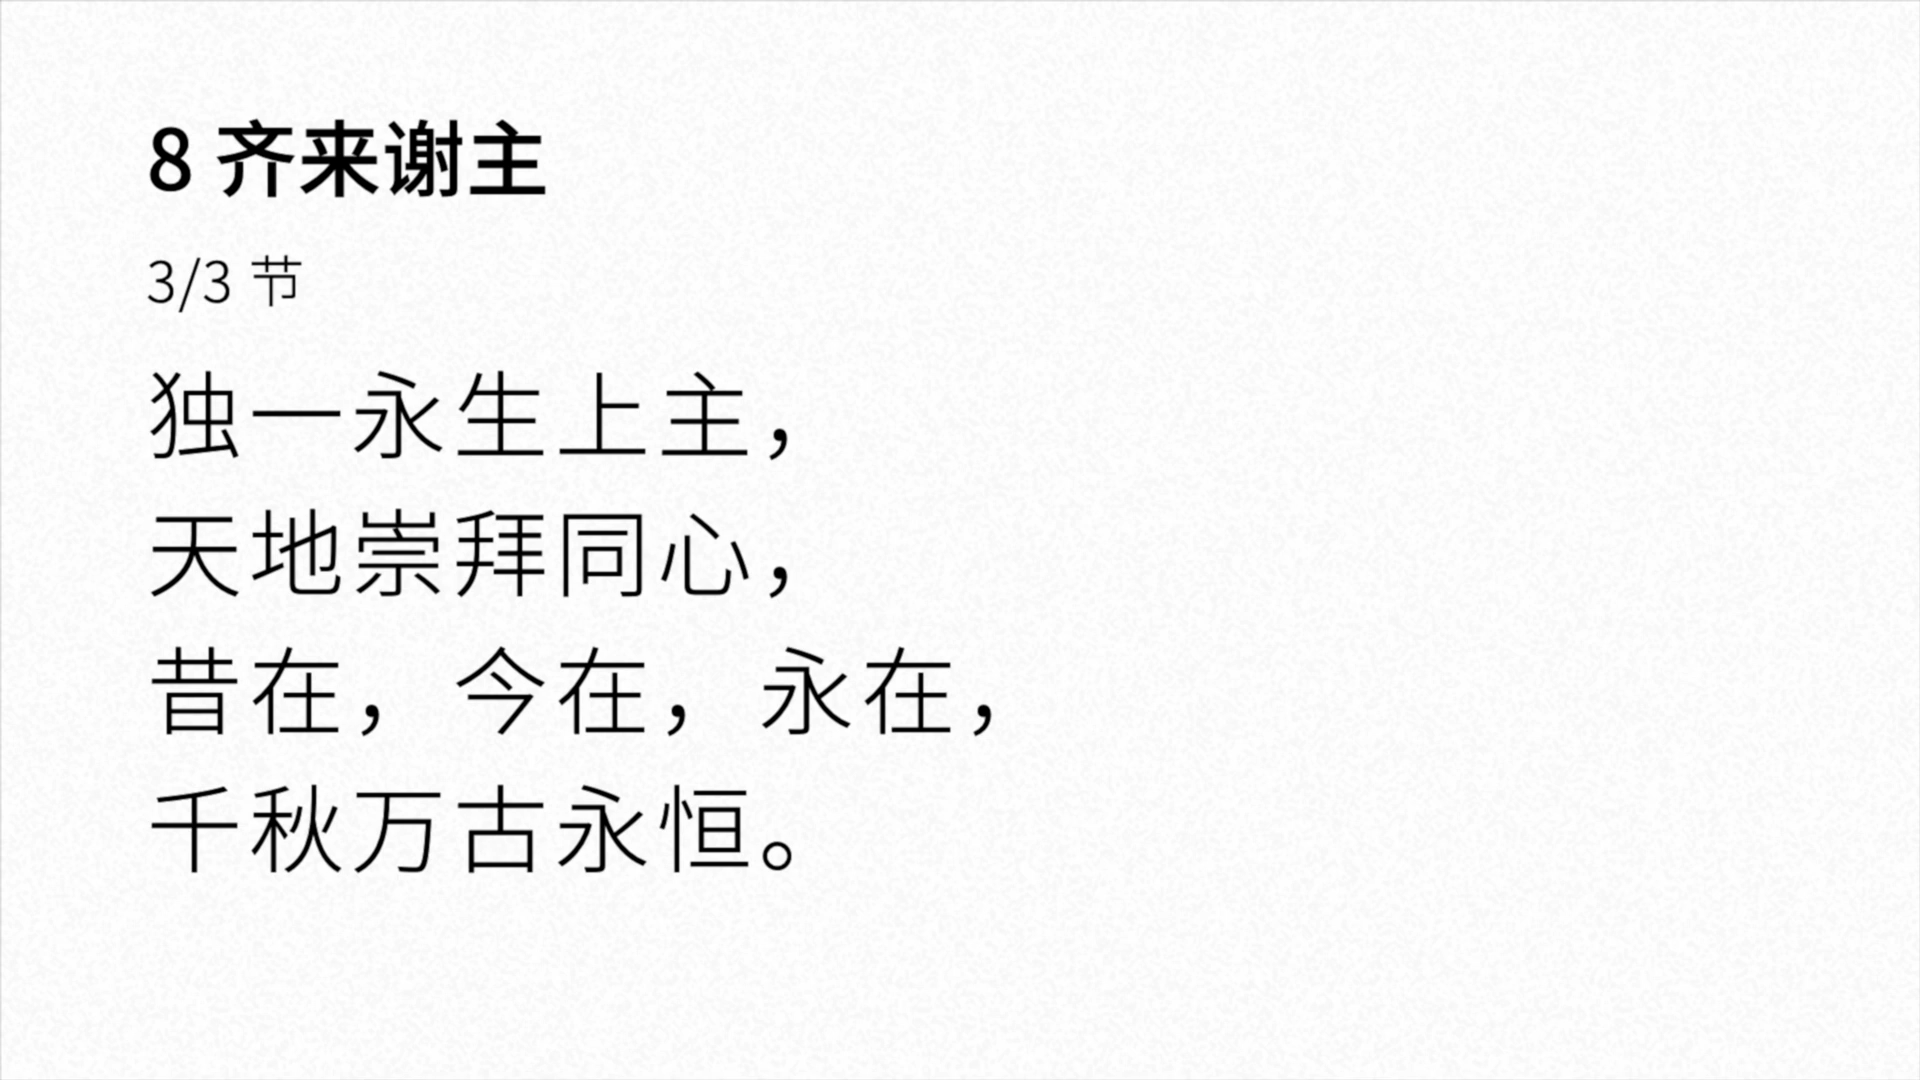 8 齐来谢主
3/3 节
独一永生上主，
天地崇拜同心，
昔在，今在，永在，
千秋万古永恒。